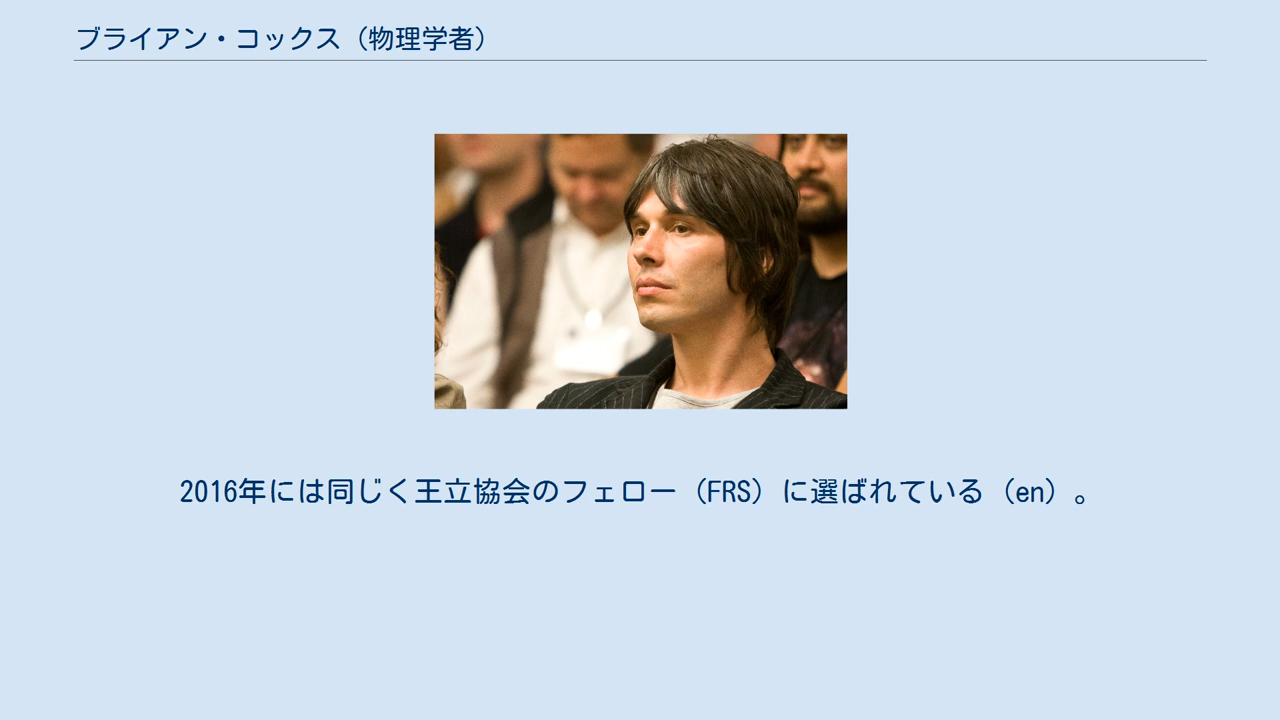 ブライアン・コックス（物理学者）
2016年には同じく王立協会のフェロー（FRS）に選ばれている（en）。